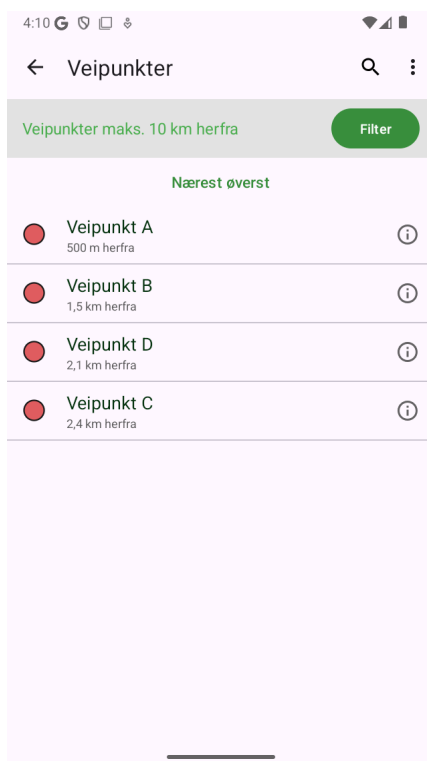 4:10
Veipunkter
Veipunkter maks. 10 km herfra
Filter
Nærest øverst
Veipunkt A
500 m herfra
Veipunkt B
1,5 km herfra
Veipunkt D
2,1 km herfra
Veipunkt C
2,4 km herfra